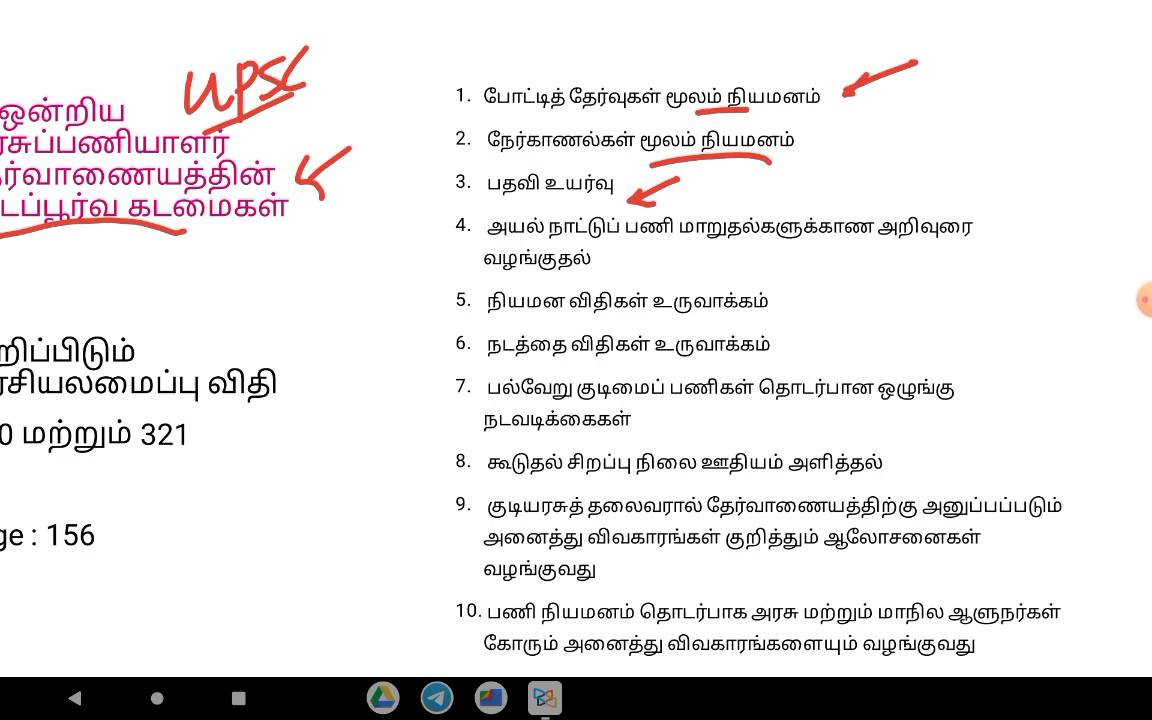 UPSC
ஒன்றிய
ரசுப்பணியாளர்
ர்வாணையத்தின்
டப்பூர்வ கடமைகள்
றிப்பிடும்
ரசியலமைப்பு விதி
0 மற்றும் 321
ge : 156
1. போட்டித் தேர்வுகள் மூலம் நியமனம்
2. நேர்காணல்கள் மூலம் நியமனம்
3. பதவி உயர்வு
4. அயல் நாட்டுப் பணி மாறுதல்களுக்காண அறிவுரை
வழங்குதல்
5. நியமன விதிகள் உருவாக்கம்
6. நடத்தை விதிகள் உருவாக்கம்
7. பல்வேறு குடிமைப் பணிகள் தொடர்பான ஒழுங்கு
நடவடிக்கைகள்
8. கூடுதல் சிறப்பு நிலை ஊதியம் அளித்தல்
9. குடியரசுத் தலைவரால் தேர்வாணையத்திற்கு அனுப்பப்படும்
அனைத்து விவகாரங்கள் குறித்தும் ஆலோசனைகள்
வழங்குவது
10. பணி நியமனம் தொடர்பாக அரசு மற்றும் மாநில ஆளுநர்கள்
கோரும் அனைத்து விவகாரங்களையும் வழங்குவது